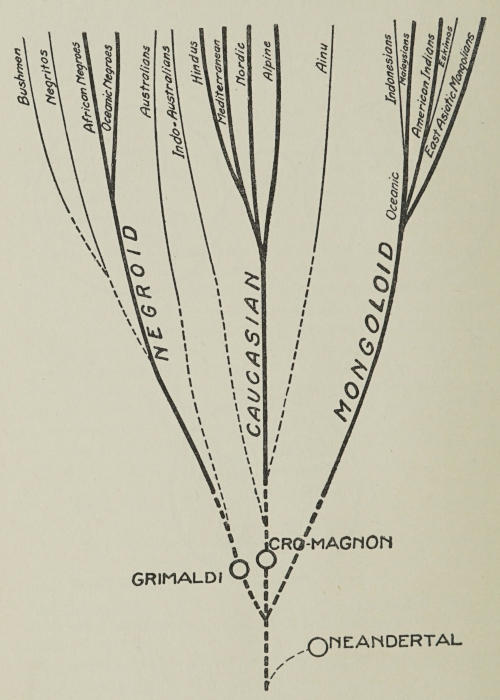 Bushmen
Negritos
African Negroes
Oceanic Negroes
Australians
Indo-Australians
Hindus
Mediterranean
Nordic
Alpine
Ainu
Indonesians
Malaysians
American Indians
Eskimos
East Asiatic Mongolians
Oceanic
NEGROID
CAUCASIAN
MONGOLOID
CRO-MAGNON
GRIMALDI
NEANDERTAL